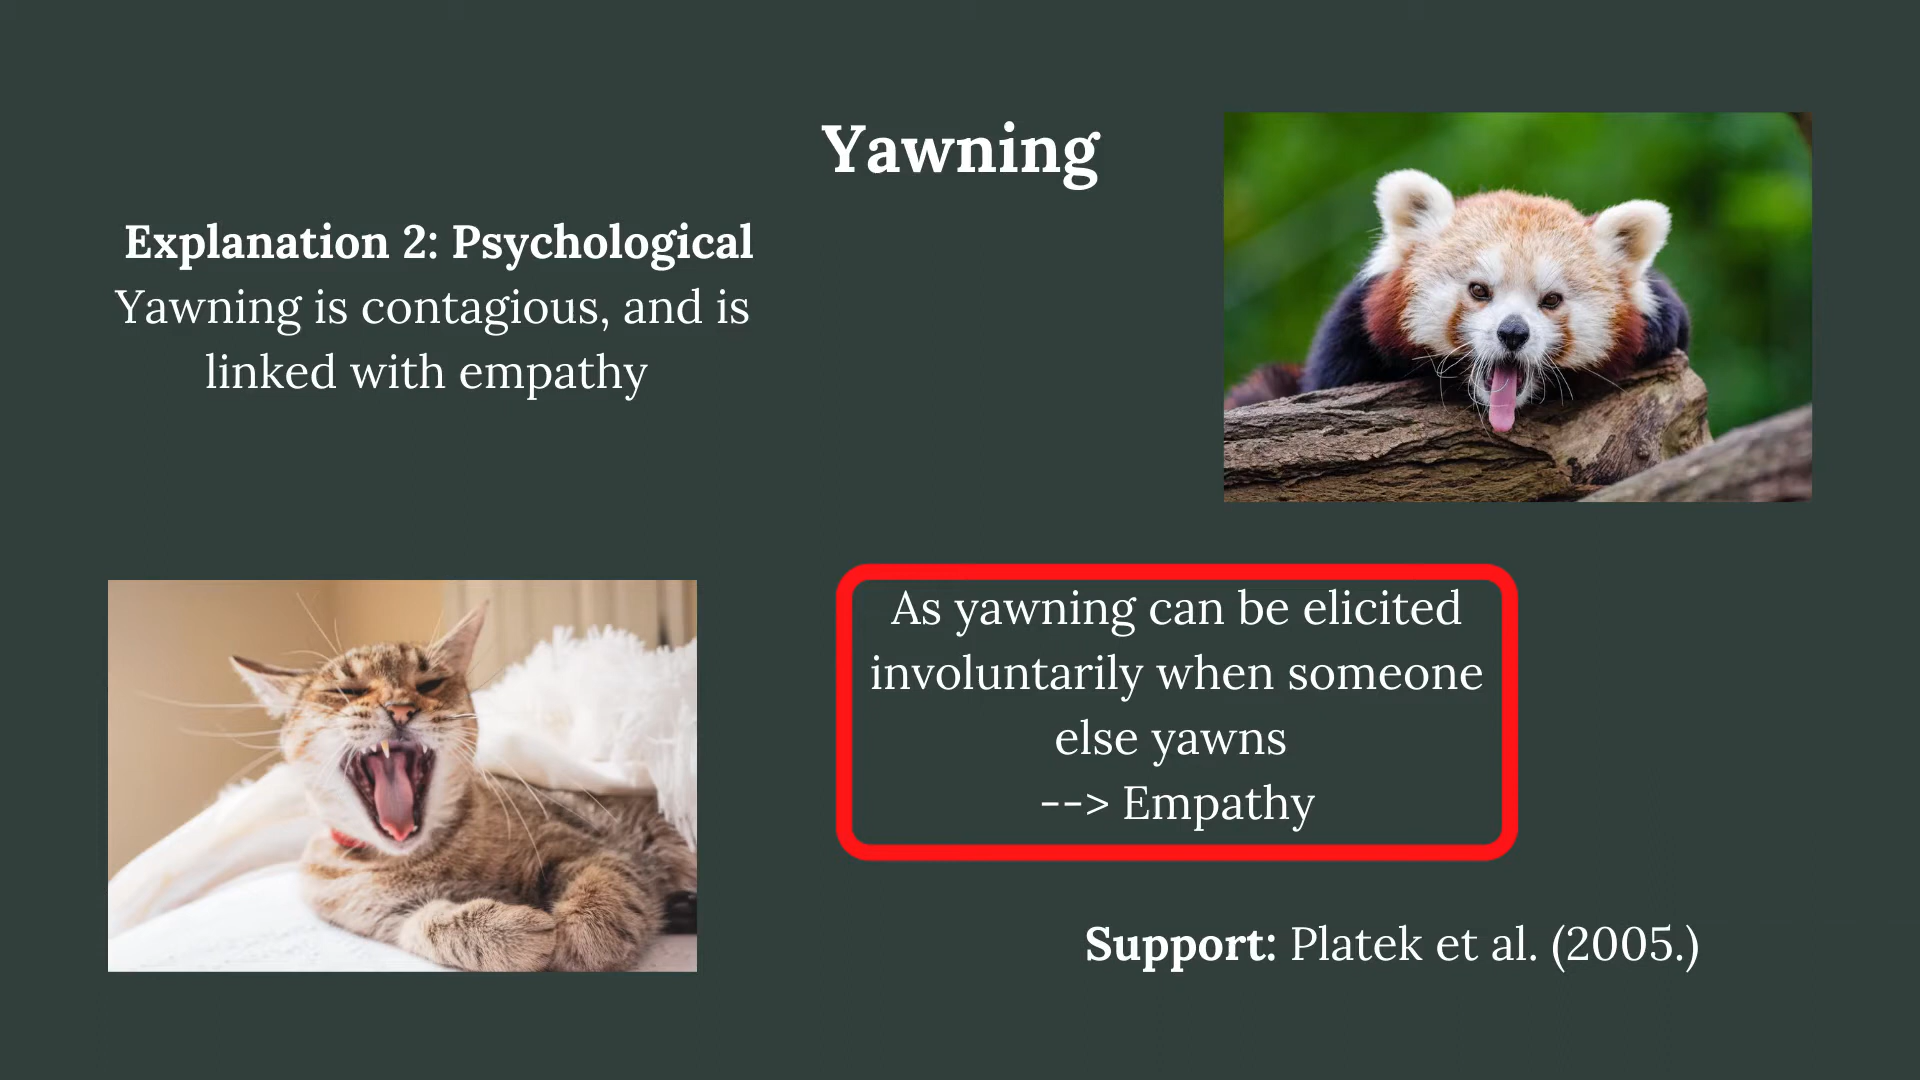 Yawning
Explanation 2: Psychological
Yawning is contagious, and is
linked with empathy
As yawning can be elicited
involuntarily when someone
else yawns
--> Empathy
Support: Platek et al. (2005.)